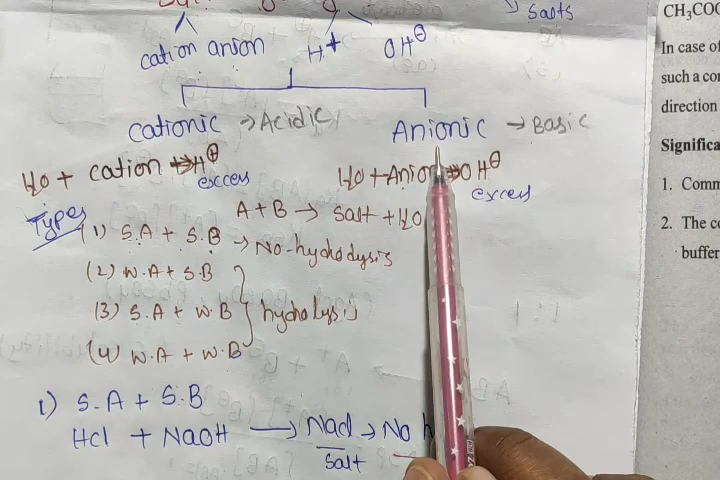 Salts
cation anion H+ OH⊖
Cationic → Acidic
Anionic → Basic
H2O + cation → H⊕
excess
H2O + Anion → OH⊖
excess
Types
A + B → Salt + H2O
(1) S.A + S.B → No-hydrolysis
(2) W.A + S.B
(3) S.A + W.B } hydrolysis
(4) W.A + W.B
1) S.A + S.B
HCl + NaOH → NaCl → No h
Salt
CH₃COO
In case of
such a co
direction
Significa
1. Comm
2. The co
buffer